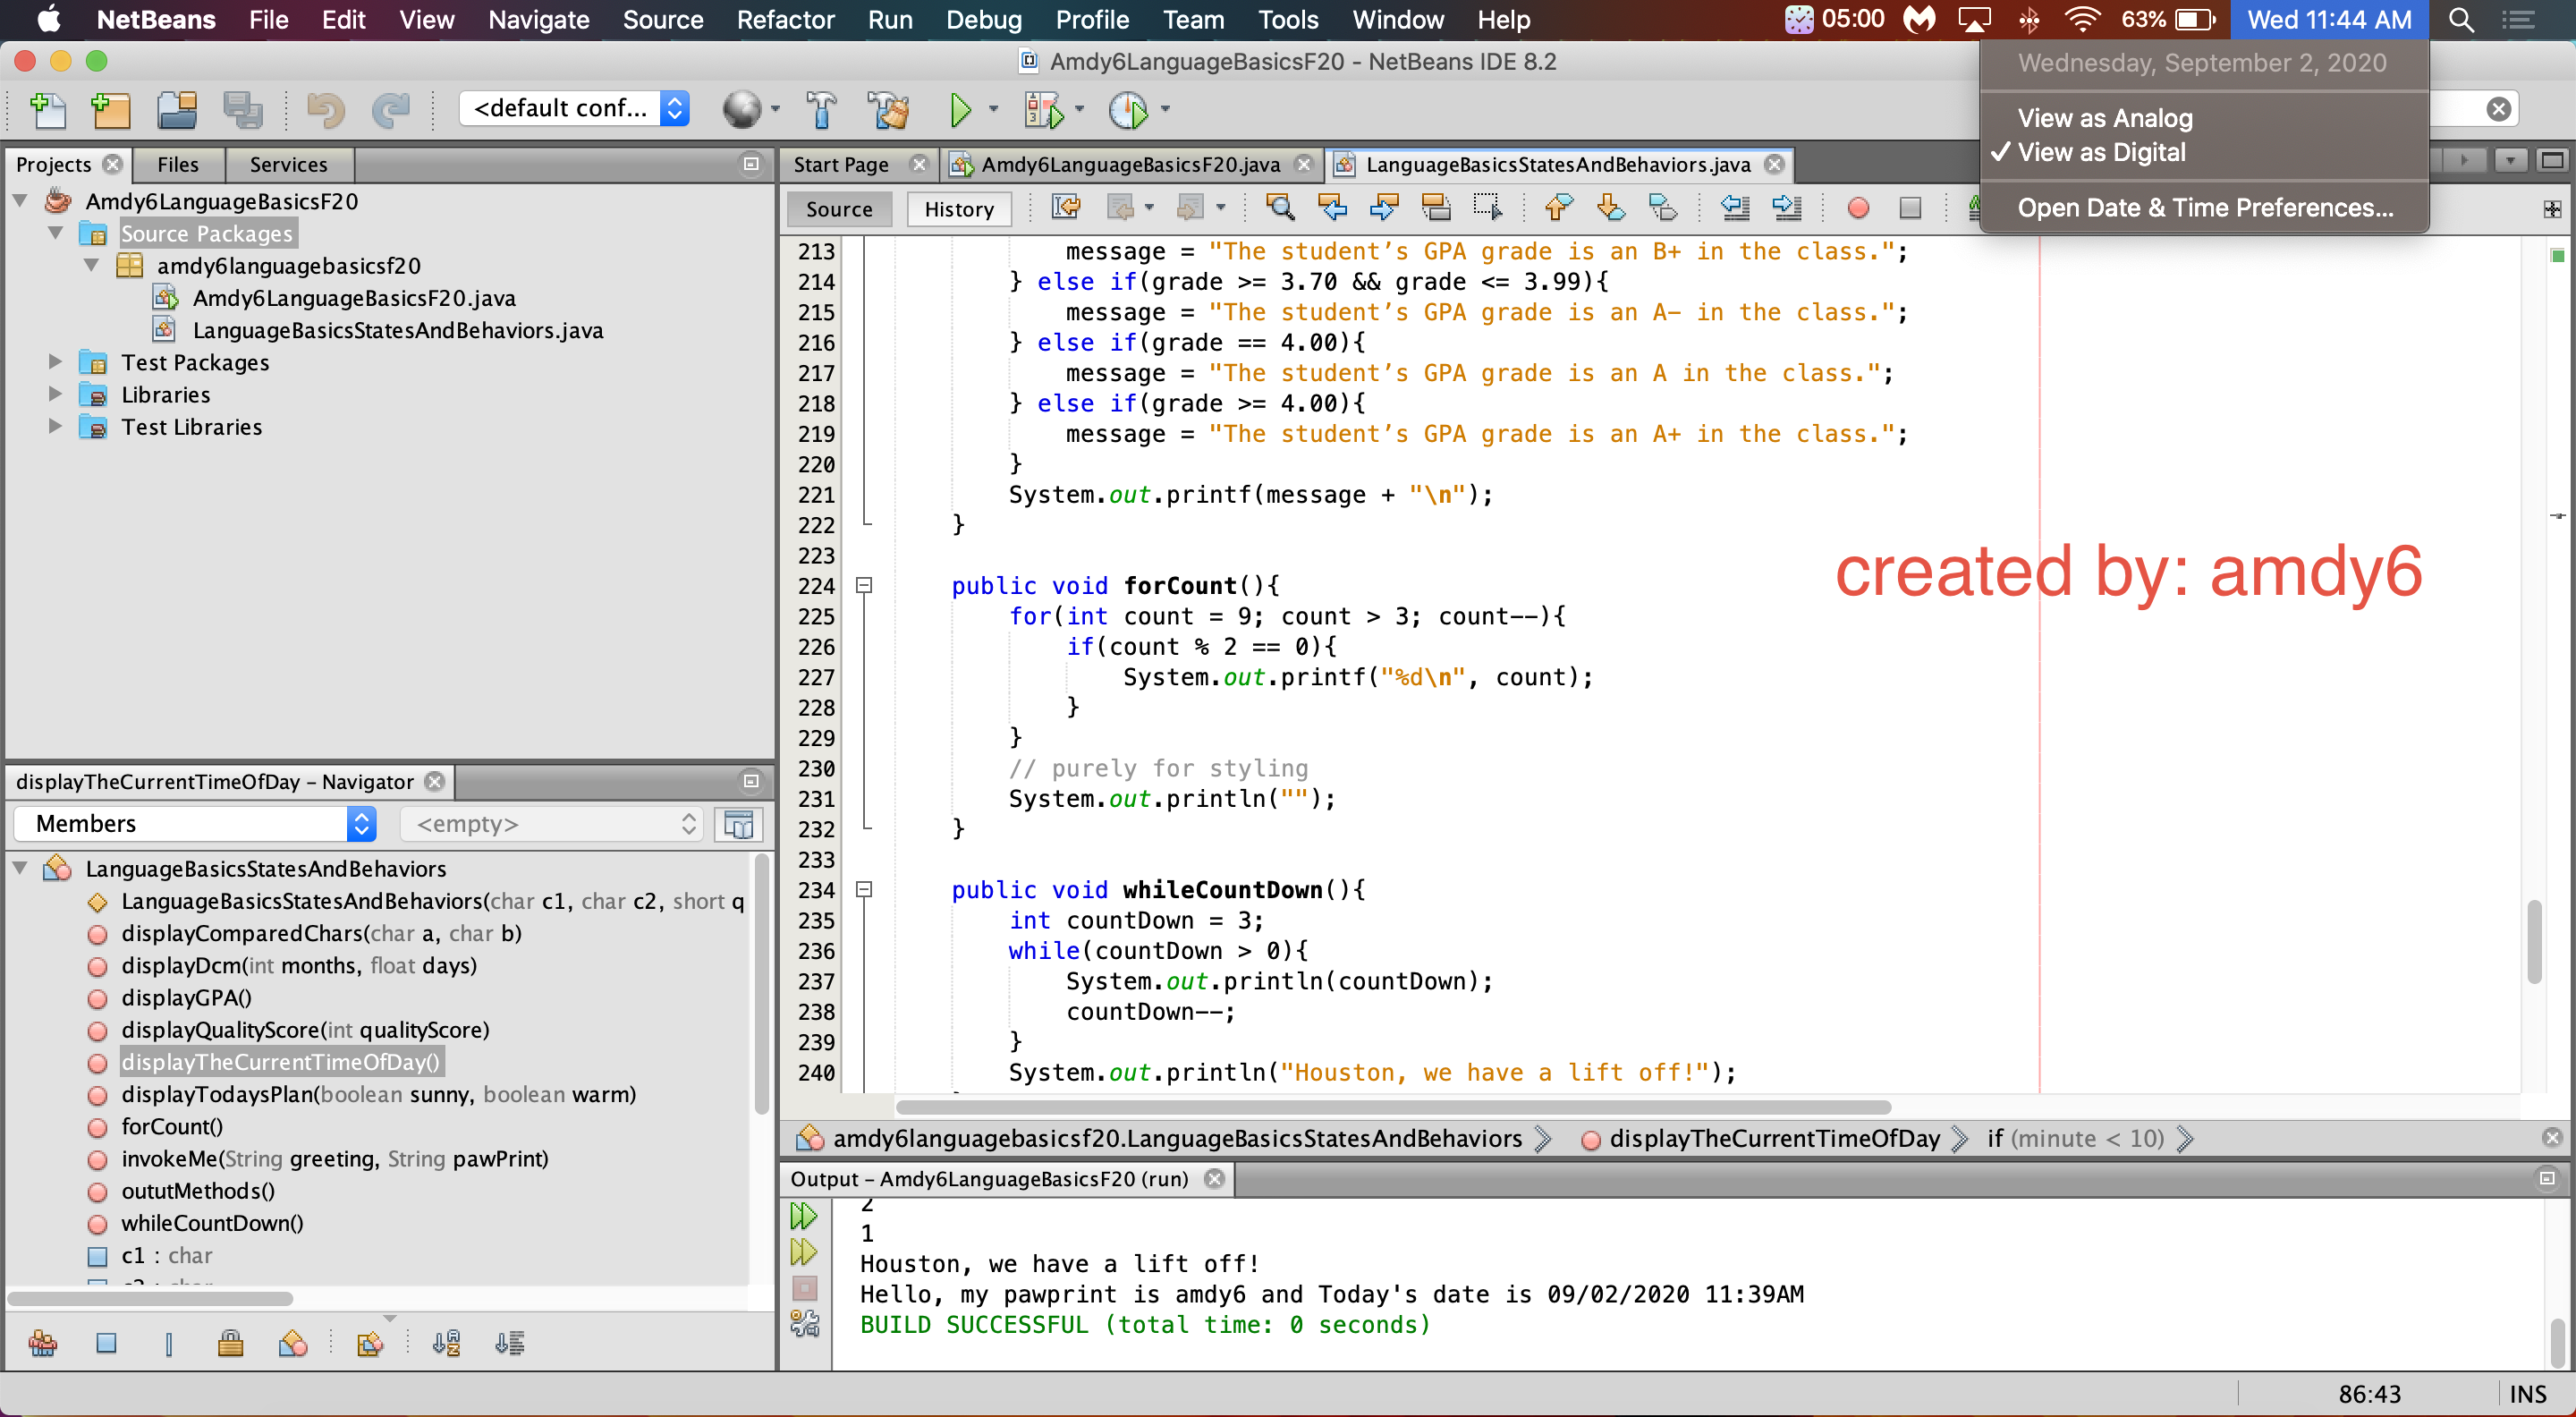 NetBeans File Edit View Navigate Source Refactor Run Debug Profile Team Tools Window Help 05:00 63% Wed 11:44 AM
Amdy6LanguageBasicsF20 - NetBeans IDE 8.2
Wednesday, September 2, 2020
View as Analog
✓ View as Digital
Open Date & Time Preferences...
<default conf...
Projects Files Services
Amdy6LanguageBasicsF20
Source Packages
amdy6languagebasicsf20
Amdy6LanguageBasicsF20.java
LanguageBasicsStatesAndBehaviors.java
Test Packages
Libraries
Test Libraries
displayTheCurrentTimeOfDay - Navigator
Members <empty>
LanguageBasicsStatesAndBehaviors
LanguageBasicsStatesAndBehaviors(char c1, char c2, short q
displayComparedChars(char a, char b)
displayDcm(int months, float days)
displayGPA()
displayQualityScore(int qualityScore)
displayTheCurrentTimeOfDay()
displayTodaysPlan(boolean sunny, boolean warm)
forCount()
invokeMe(String greeting, String pawPrint)
oututMethods()
whileCountDown()
c1 : char
Start Page Amdy6LanguageBasicsF20.java LanguageBasicsStatesAndBehaviors.java
Source History
213 message = "The student’s GPA grade is an B+ in the class.";
214 } else if(grade >= 3.70 && grade <= 3.99){
215 message = "The student’s GPA grade is an A- in the class.";
216 } else if(grade == 4.00){
217 message = "The student’s GPA grade is an A in the class.";
218 } else if(grade >= 4.00){
219 message = "The student’s GPA grade is an A+ in the class.";
220 }
221 System.out.printf(message + "\n");
222 }
223
224 public void forCount(){
225 for(int count = 9; count > 3; count--){
226 if(count % 2 == 0){
227 System.out.printf("%d\n", count);
228 }
229 }
230 // purely for styling
231 System.out.println("");
232 }
233
234 public void whileCountDown(){
235 int countDown = 3;
236 while(countDown > 0){
237 System.out.println(countDown);
238 countDown--;
239 }
240 System.out.println("Houston, we have a lift off!");
created by: amdy6
amdy6languagebasicsf20.LanguageBasicsStatesAndBehaviors displayTheCurrentTimeOfDay if (minute < 10)
Output - Amdy6LanguageBasicsF20 (run)
2
1
Houston, we have a lift off!
Hello, my pawprint is amdy6 and Today's date is 09/02/2020 11:39AM
BUILD SUCCESSFUL (total time: 0 seconds)
86:43 INS